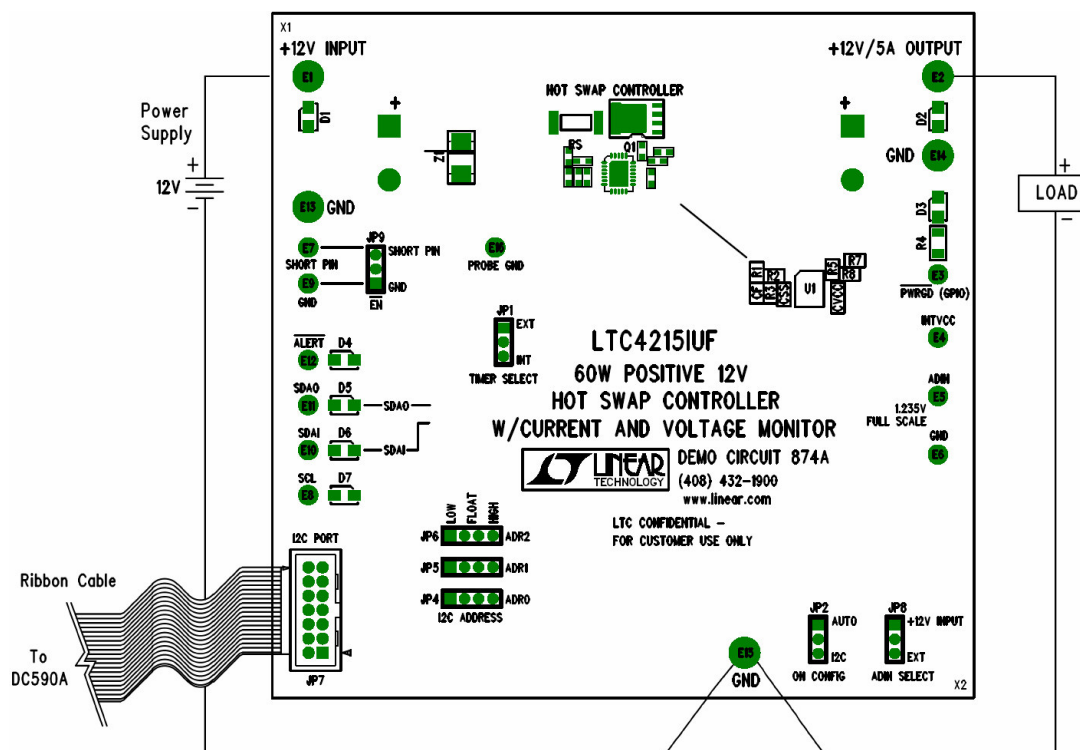 X1
+12V INPUT
+12V/5A OUTPUT
E1
E2
Power
Supply
+
12V
−
D1
+
Z1
HOT SWAP CONTROLLER
RS
Q1
+
D2
GND
E14
+
LOAD
−
E13
GND
D3
R4
E7
SHORT PIN
E9
GND
JP9
SHORT PIN
GND
EN
E16
PROBE GND
E3
PWRGD (GPIO)
R1
R2
CF
R3
CSS
U1
R5
R7
R8
CVCC
JP1
EXT
INT
TIMER SELECT
INTVCC
E4
ADIN
E5
1.235V
FULL SCALE
GND
E6
ALERT
D4
E12
SDAO
D5
E11
SDAO
SDAI
D6
E10
SDAI
SCL
D7
E8
LTC4215IUF
60W POSITIVE 12V
HOT SWAP CONTROLLER
W/CURRENT AND VOLTAGE MONITOR
LT LINEAR
TECHNOLOGY
DEMO CIRCUIT 874A
(408) 432-1900
www.linear.com
LTC CONFIDENTIAL –
FOR CUSTOMER USE ONLY
LOW
FLOAT
HIGH
JP6
ADR2
JP5
ADR1
JP4
ADR0
I2C ADDRESS
I2C PORT
JP7
Ribbon Cable
To
DC590A
E15
GND
JP2
AUTO
I2C
ON CONFIG
JP8
+12V INPUT
EXT
ADIN SELECT
X2